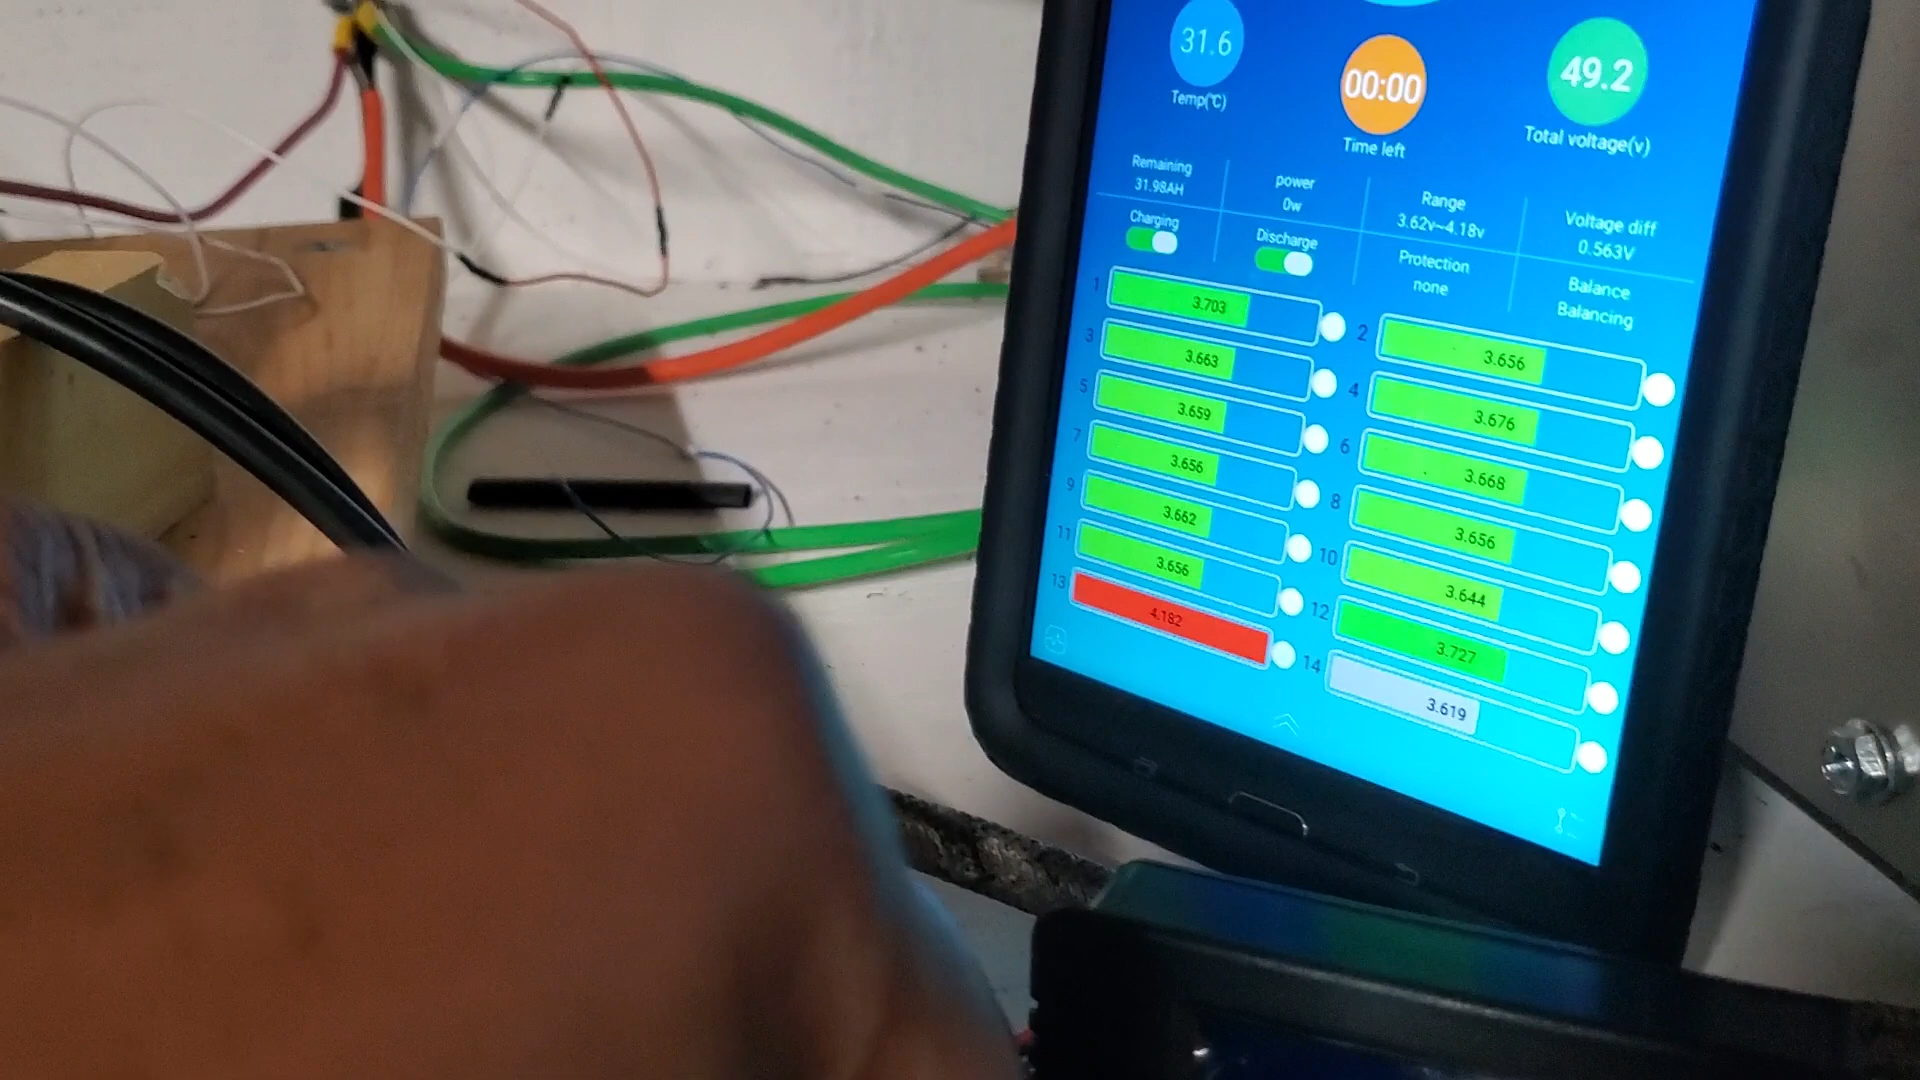 31.6
Temp(℃)
00:00
Time left
49.2
Total voltage(v)
Remaining
31.98AH
power
0w
Range
3.62v~4.18v
Voltage diff
0.563V
Charging
Discharge
Protection
none
Balance
Balancing
1 3.703
2 3.656
3 3.663
4 3.676
5 3.659
6 3.668
7 3.656
8 3.656
9 3.662
10 3.644
11 3.656
12 3.727
13 4.182
14 3.619